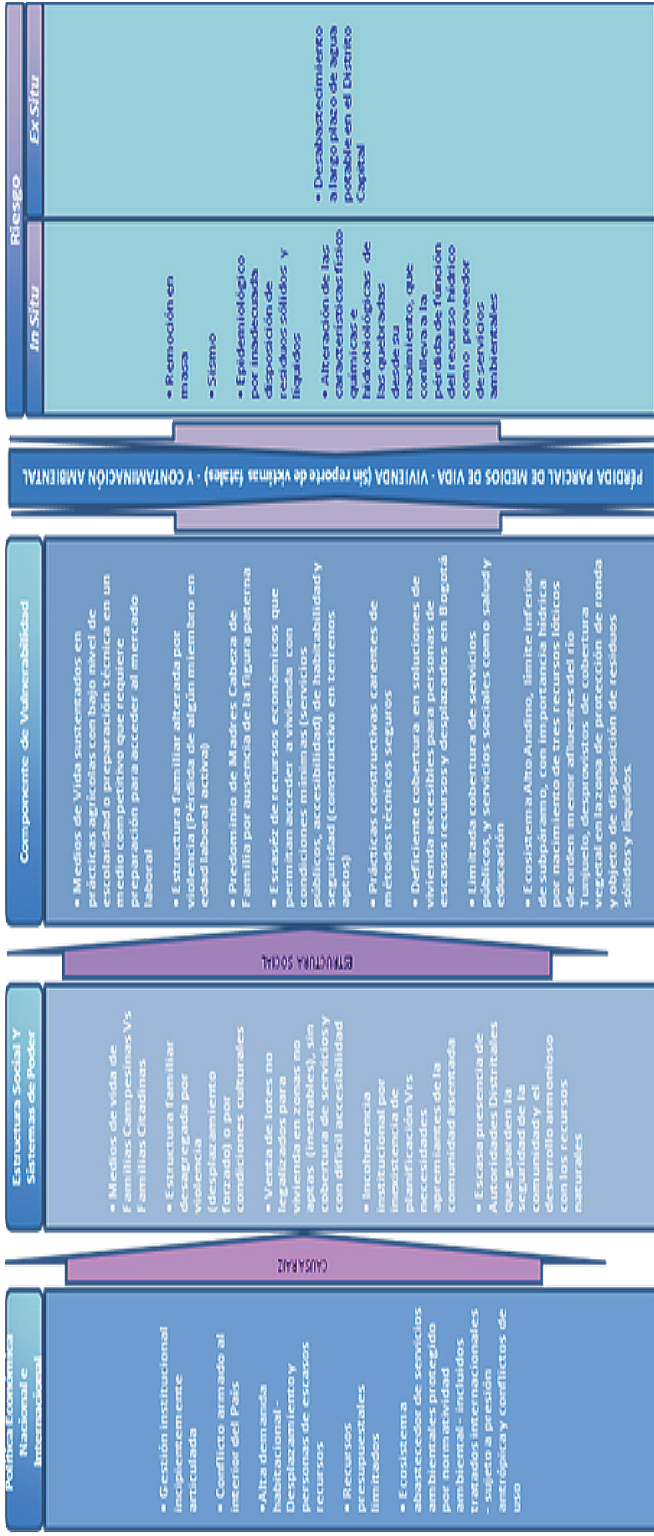 Política Económica
Nacional e
Internacional
• Gestión institucional
incipientemente
articulada
• Conflicto armado al
interior del País
• Alta demanda
habitacional -
Desplazamiento y
personas de escasos
recursos
• Recursos
presupuestales
limitados
• Ecosistema
abastecedor de servicios
ambientales protegido
por normatividad
ambiental - incluidos
tratados internacionales
- sujeto a presión
antrópica y conflictos de
uso
CAUSA RAIZ
Estructura Social Y
Sistemas de Poder
• Medios de vida de
Familias Campesinas Vs
Familias Citadinas
• Estructura familiar
desagregada por
violencia
(desplazamiento
forzado) o por
condiciones culturales
• Venta de lotes no
legalizados para
vivienda en zonas no
aptas (inestables), sin
cobertura de servicios y
con difícil accesibilidad
• Incoherencia
institucional por
inexistencia de
planificación Vrs
necesidades
apremiantes de la
comunidad asentada
• Escasa presencia de
Autoridades Distritales
que guarden la
seguridad de la
comunidad y el
desarrollo armonioso
con los recursos
naturales
ESTRUCTURA SOCIAL
Componente de Vulnerabilidad
• Medios de Vida sustentados en
prácticas agrícolas con bajo nivel de
escolaridad o preparación técnica en un
medio competitivo que requiere
preparación para acceder al mercado
laboral
• Estructura familiar alterada por
violencia (Pérdida de algún miembro en
edad laboral activa)
• Predominio de Madres Cabeza de
Familia por ausencia de la figura paterna
• Escaséz de recursos económicos que
permitan acceder a vivienda con
condiciones mínimas (servicios
públicos, accesibilidad) de habitabilidad y
seguridad (constructivo en terrenos
aptos)
• Prácticas constructivas carentes de
métodos técnicos seguros
• Deficiente cobertura en soluciones de
vivienda accesibles para personas de
escasos recursos y desplazados en Bogotá
• Limitada cobertura de servicios
públicos, y servicios sociales como salud y
educación
• Ecosistema Alto Andino, límite inferior
de subpáramo, con importancia hídrica
por nacimiento de tres recursos lóticos
de orden menor afluentes del río
Tunjuelo, desprovistos de cobertura
vegetal en la zona de protección de ronda
y objeto de disposición de residuos
sólidos y líquidos.
PÉRDIDA PARCIAL DE MEDIOS DE VIDA - VIVIENDA (sin reporte de víctimas fatales) - Y CONTAMINACIÓN AMBIENTAL
Riesgo
In Situ
• Remoción en
masa
• Sismo
• Epidemiológico
por inadecuada
disposición de
residuos sólidos y
líquidos
• Alteración de las
características físico
químicas e
hidrobiológicas de
las quebradas
desde su
nacimiento, que
conlleva a la
pérdida de función
del recurso hídrico
como proveedor
de servicios
ambientales
Ex Situ
• Desabastecimiento
a largo plazo de agua
potable en el Distrito
Capital